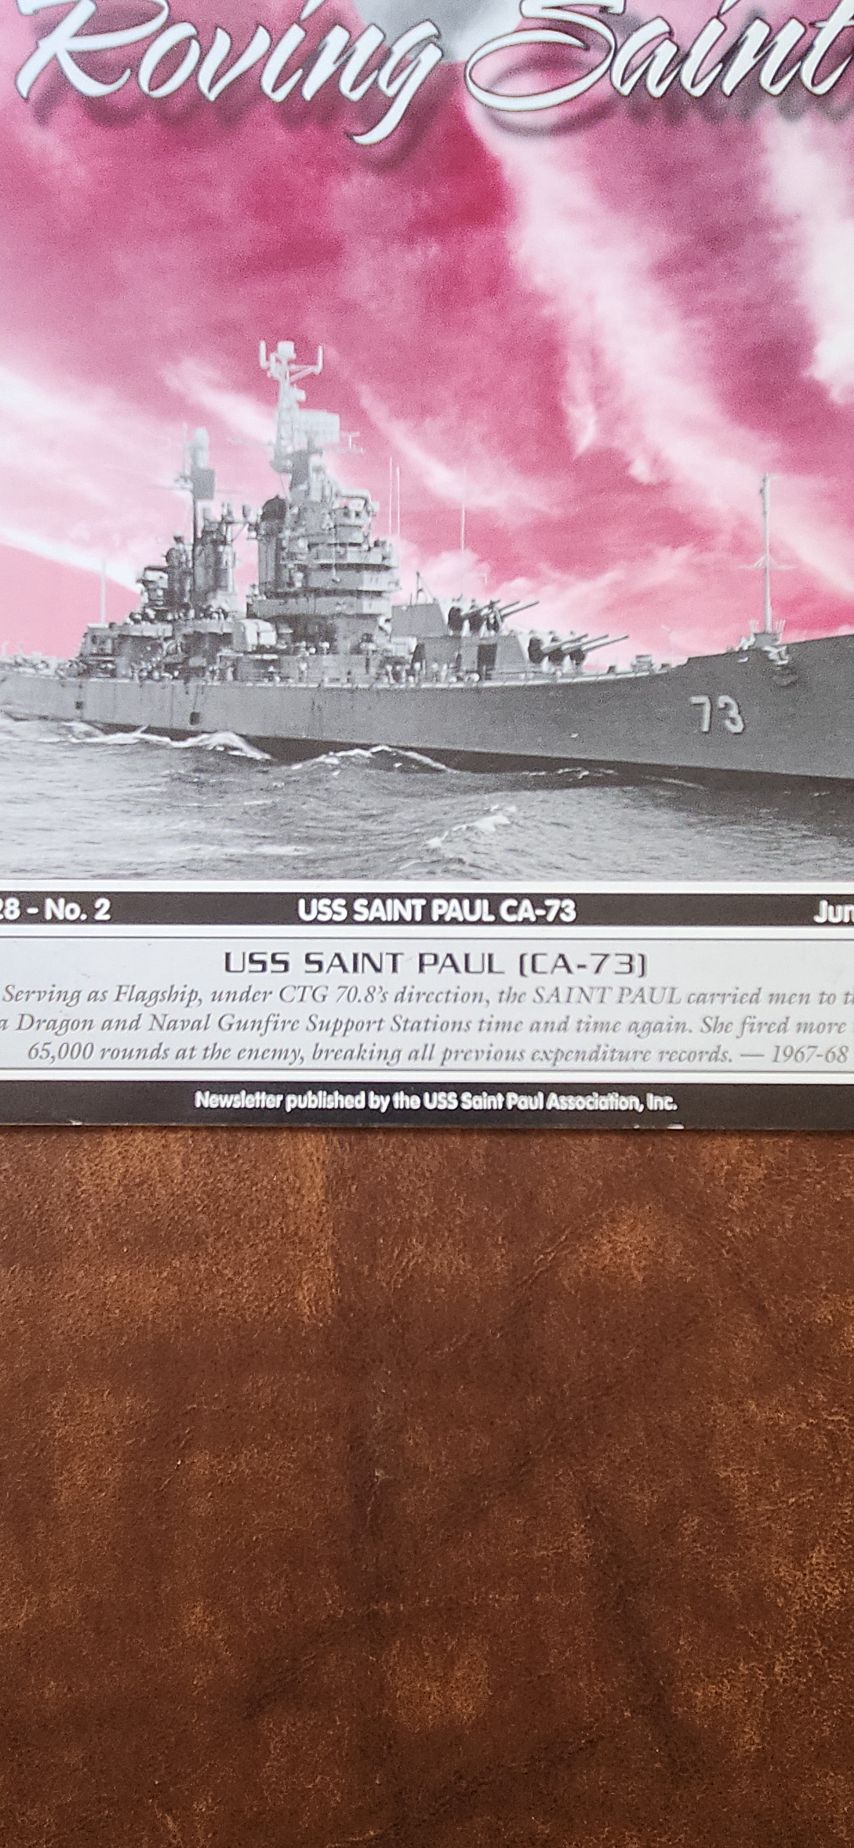 Roving Saint
73
28 - No. 2 USS SAINT PAUL CA-73 Jun
USS SAINT PAUL (CA-73)
Serving as Flagship, under CTG 70.8's direction, the SAINT PAUL carried men to
a Dragon and Naval Gunfire Support Stations time and time again. She fired more
65,000 rounds at the enemy, breaking all previous expenditure records. — 1967-68
Newsletter published by the USS Saint Paul Association, Inc.